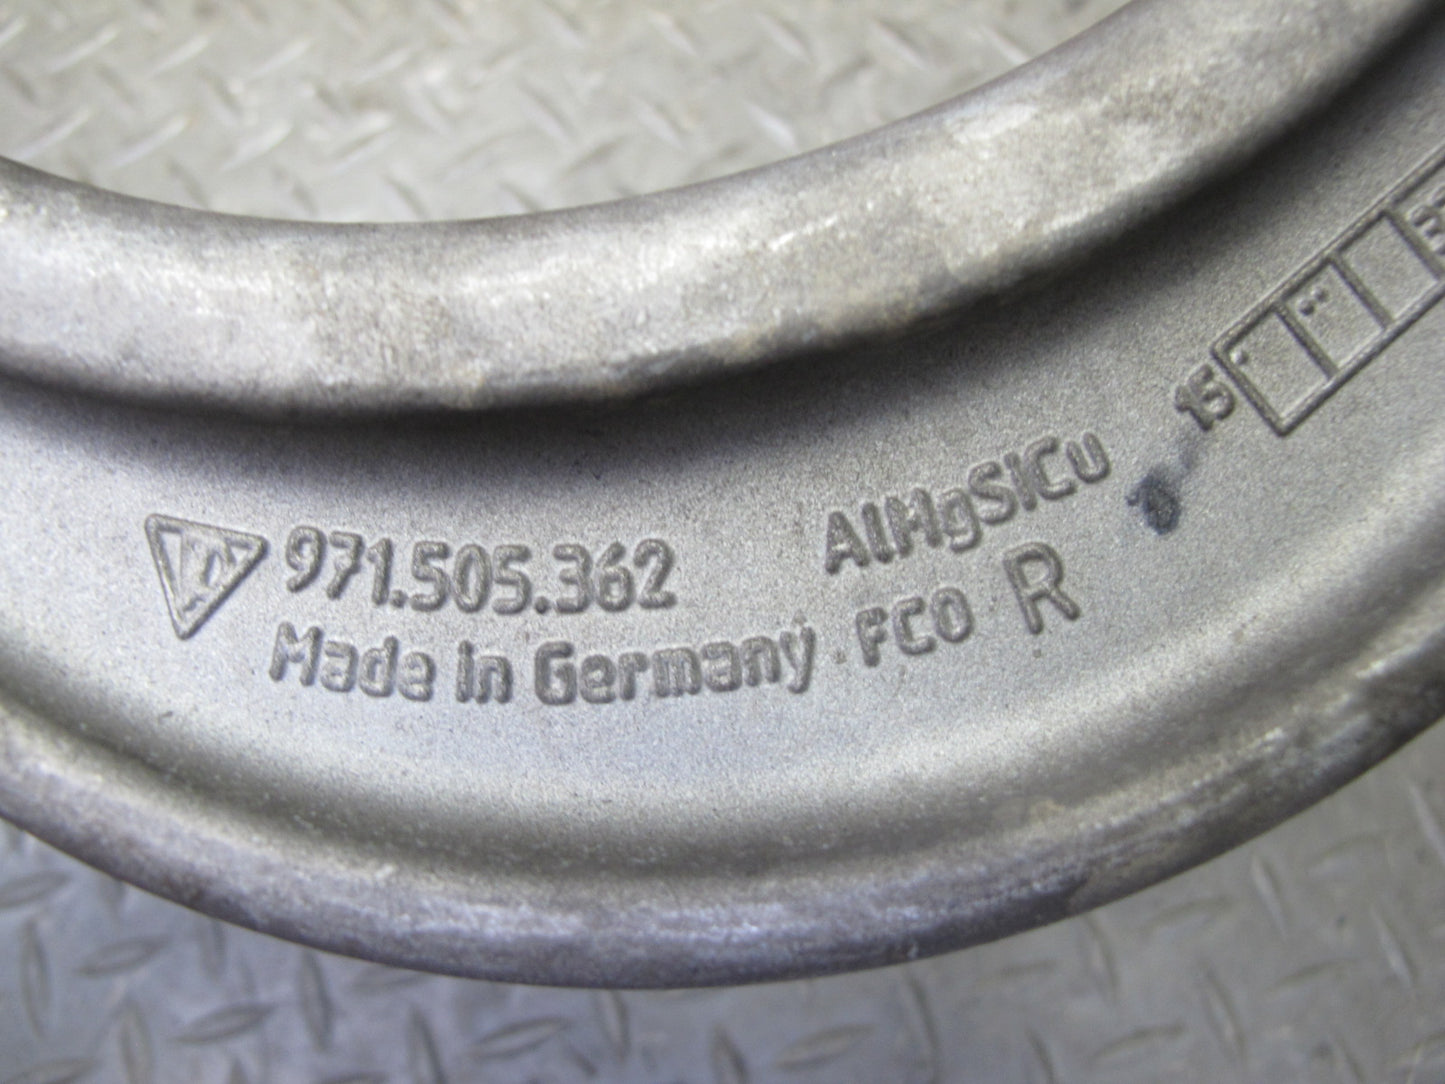 971.505.362
Made in Germany
AlMgSiCu
FCO R
15